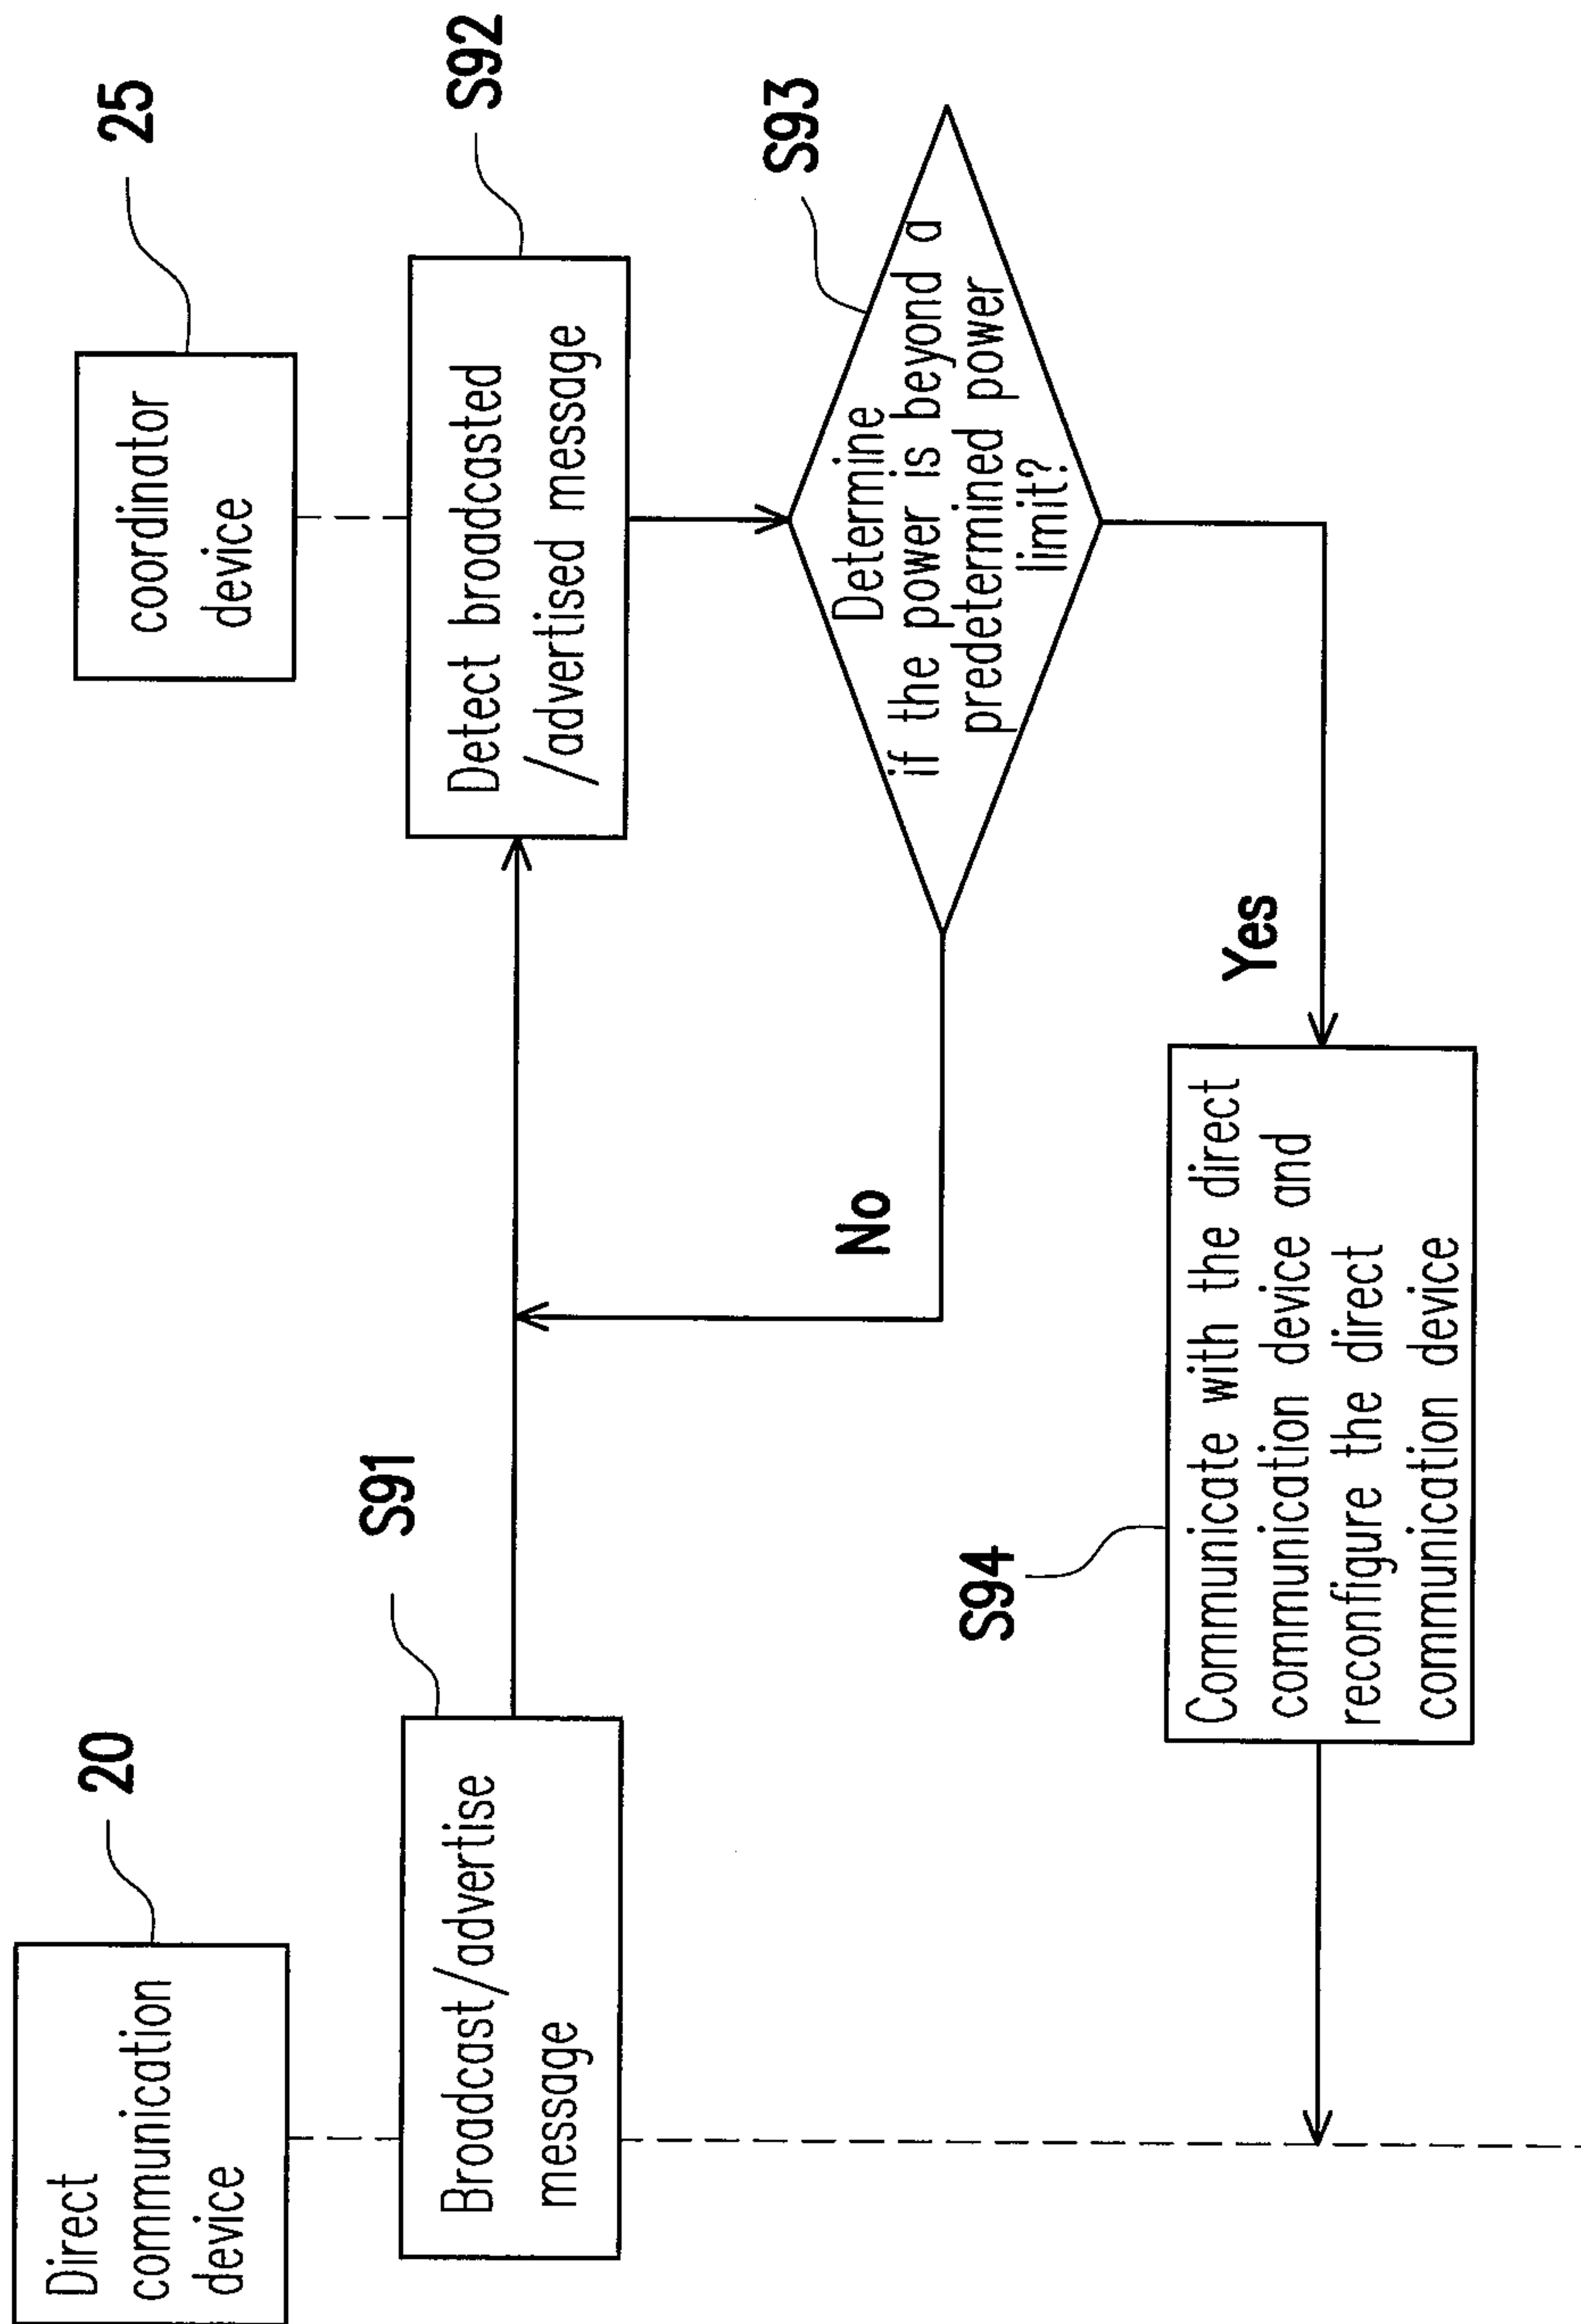 Direct
communication
device
20
coordinator
device
25
Broadcast/advertise
message
S91
Detect broadcasted
/advertised message
S92
Determine
if the power is beyond a
predetermined power
limit?
S93
No
Yes
Communicate with the direct
communication device and
reconfigure the direct
communication device
S94